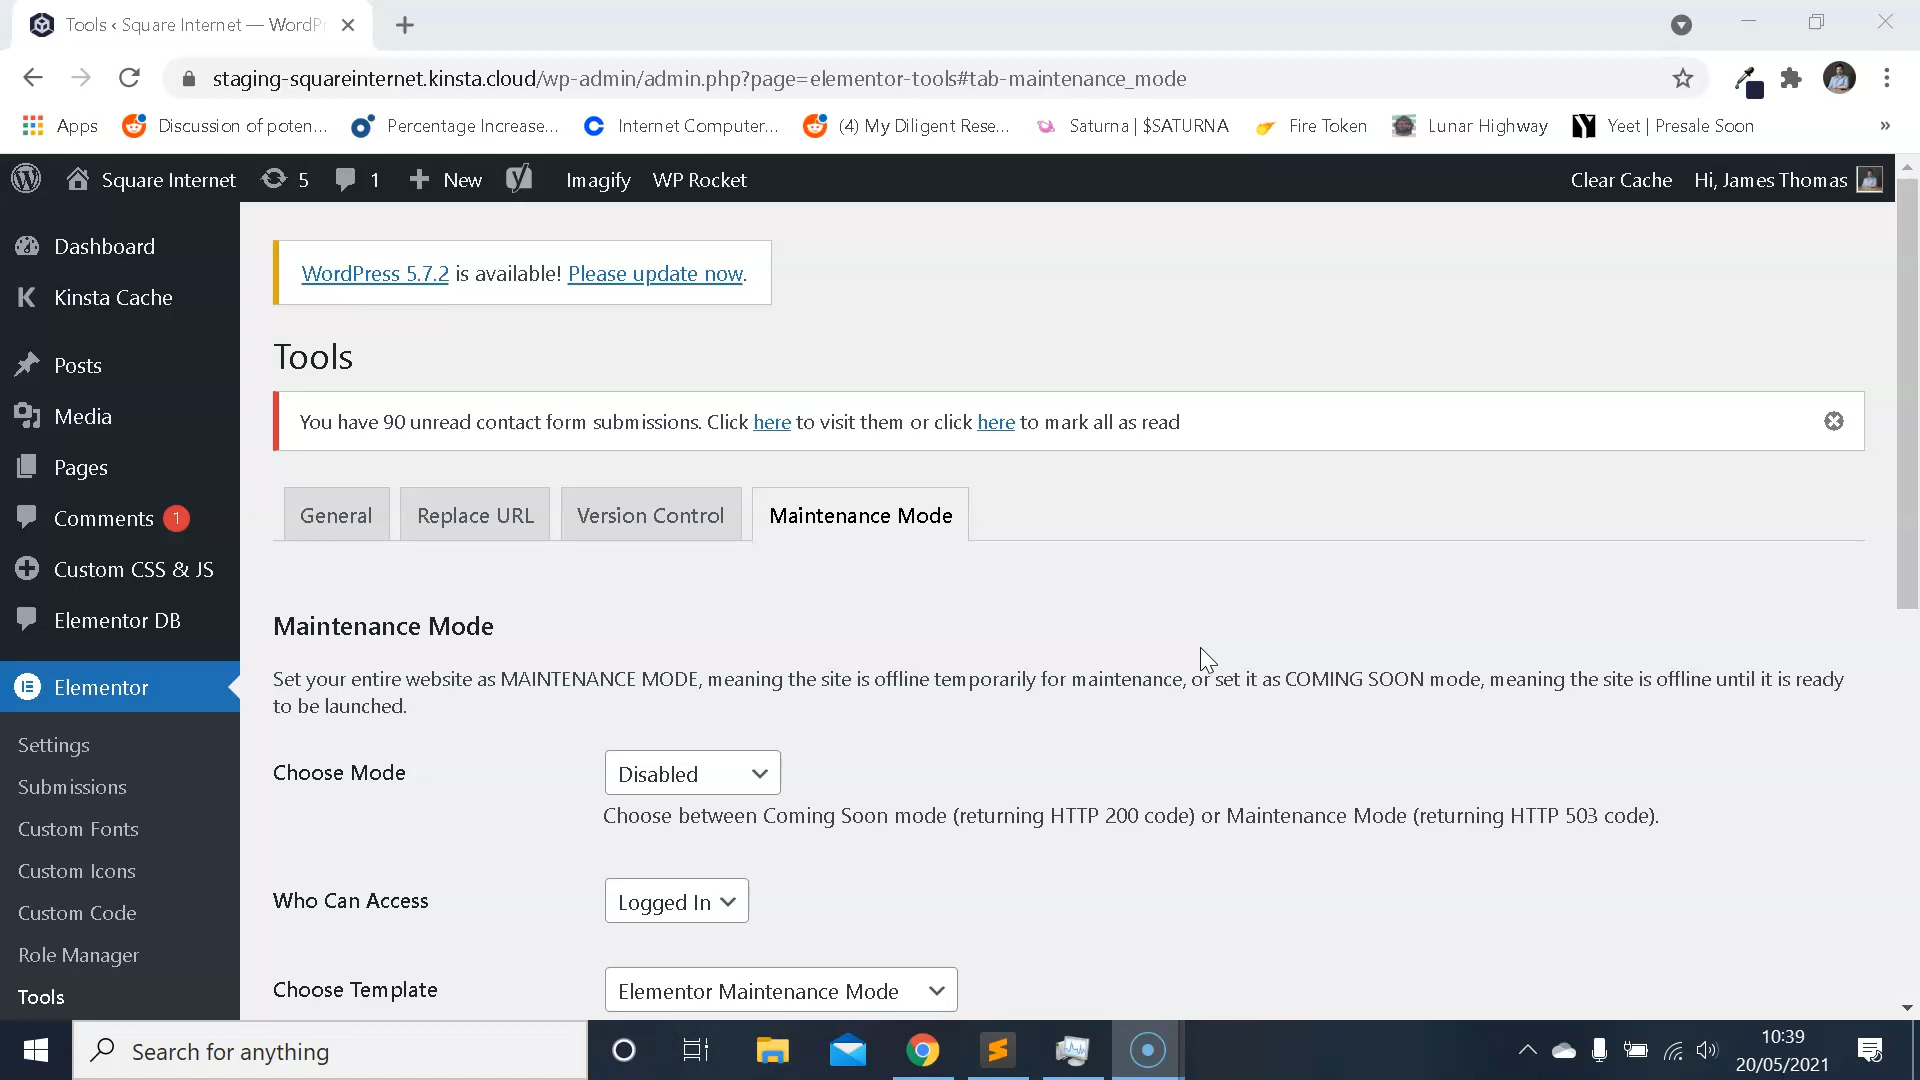 Tools ‹ Square Internet — WordPr
staging-squareinternet.kinsta.cloud/wp-admin/admin.php?page=elementor-tools#tab-maintenance_mode
Apps Discussion of poten... Percentage Increase... Internet Computer... (4) My Diligent Rese... Saturna | $SATURNA Fire Token Lunar Highway Yeet | Presale Soon »
Square Internet 5 1 + New Imagify WP Rocket Clear Cache Hi, James Thomas
Dashboard
Kinsta Cache
Posts
Media
Pages
Comments 1
Custom CSS & JS
Elementor DB
Elementor
Settings
Submissions
Custom Fonts
Custom Icons
Custom Code
Role Manager
Tools
WordPress 5.7.2 is available! Please update now.
Tools
You have 90 unread contact form submissions. Click here to visit them or click here to mark all as read
General Replace URL Version Control Maintenance Mode
Maintenance Mode
Set your entire website as MAINTENANCE MODE, meaning the site is offline temporarily for maintenance, or set it as COMING SOON mode, meaning the site is offline until it is ready
to be launched.
Choose Mode Disabled
Choose between Coming Soon mode (returning HTTP 200 code) or Maintenance Mode (returning HTTP 503 code).
Who Can Access Logged In
Choose Template Elementor Maintenance Mode
Search for anything
10:39
20/05/2021